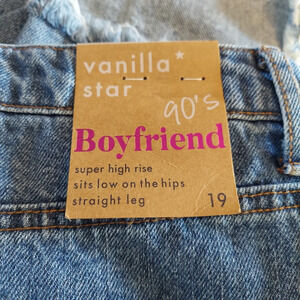 vanilla*
star
90's
Boyfriend
super high rise
sits low on the hips
straight leg 19